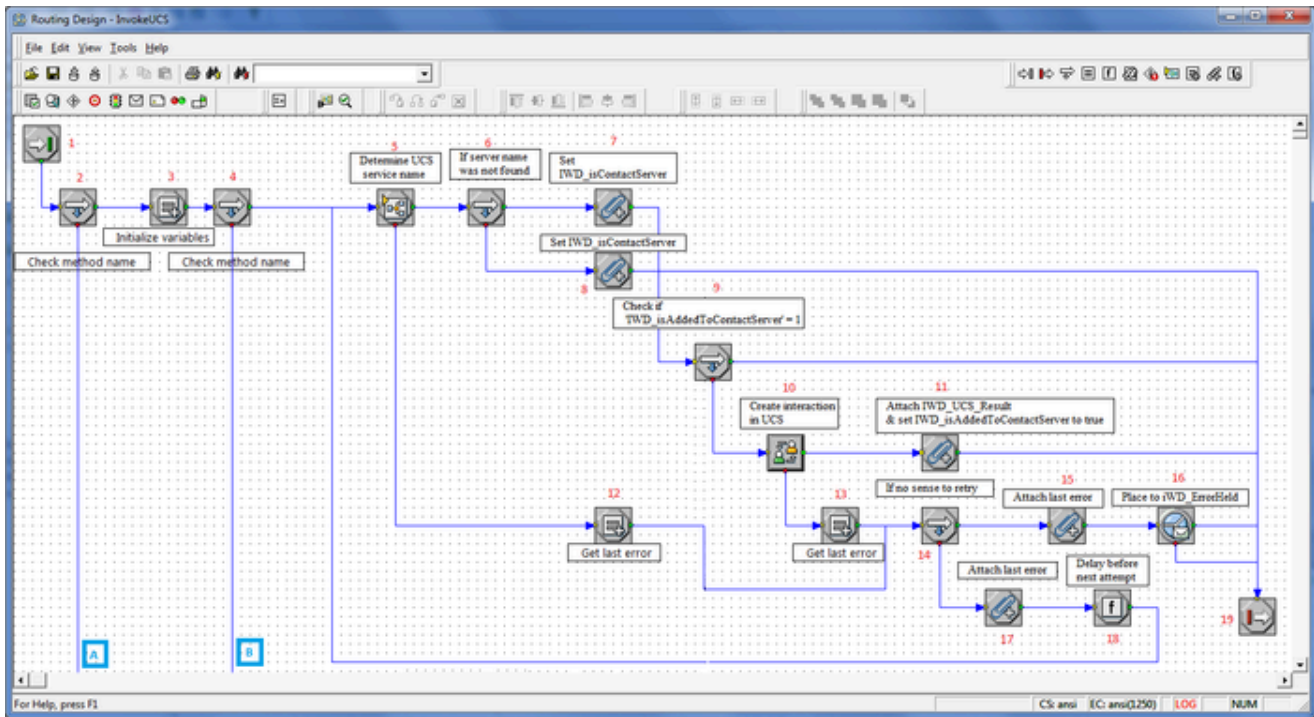 Routing Design - InvokeUCS
File Edit View Tools Help
1
2
3
4
5
6
7
Determine UCS
service name
If server name
was not found
Set
IWD_isContactServer
Initialize variables
Check method name
Check method name
Set IWD_isContactServer
8
9
Check if
'IWD_isAddedToContactServer' = 1
10
11
Create interaction
in UCS
Attach IWD_UCS_Result
& set IWD_isAddedToContactServer to true
12
13
If no sense to retry
15
16
Attach last error
Place to iWD_ErrorHeld
Get last error
Get last error
14
Attach last error
Delay before
next attempt
17
18
19
A
B
For Help, press F1
CS: ansi
EC: ansi(1250)
LOG
NUM